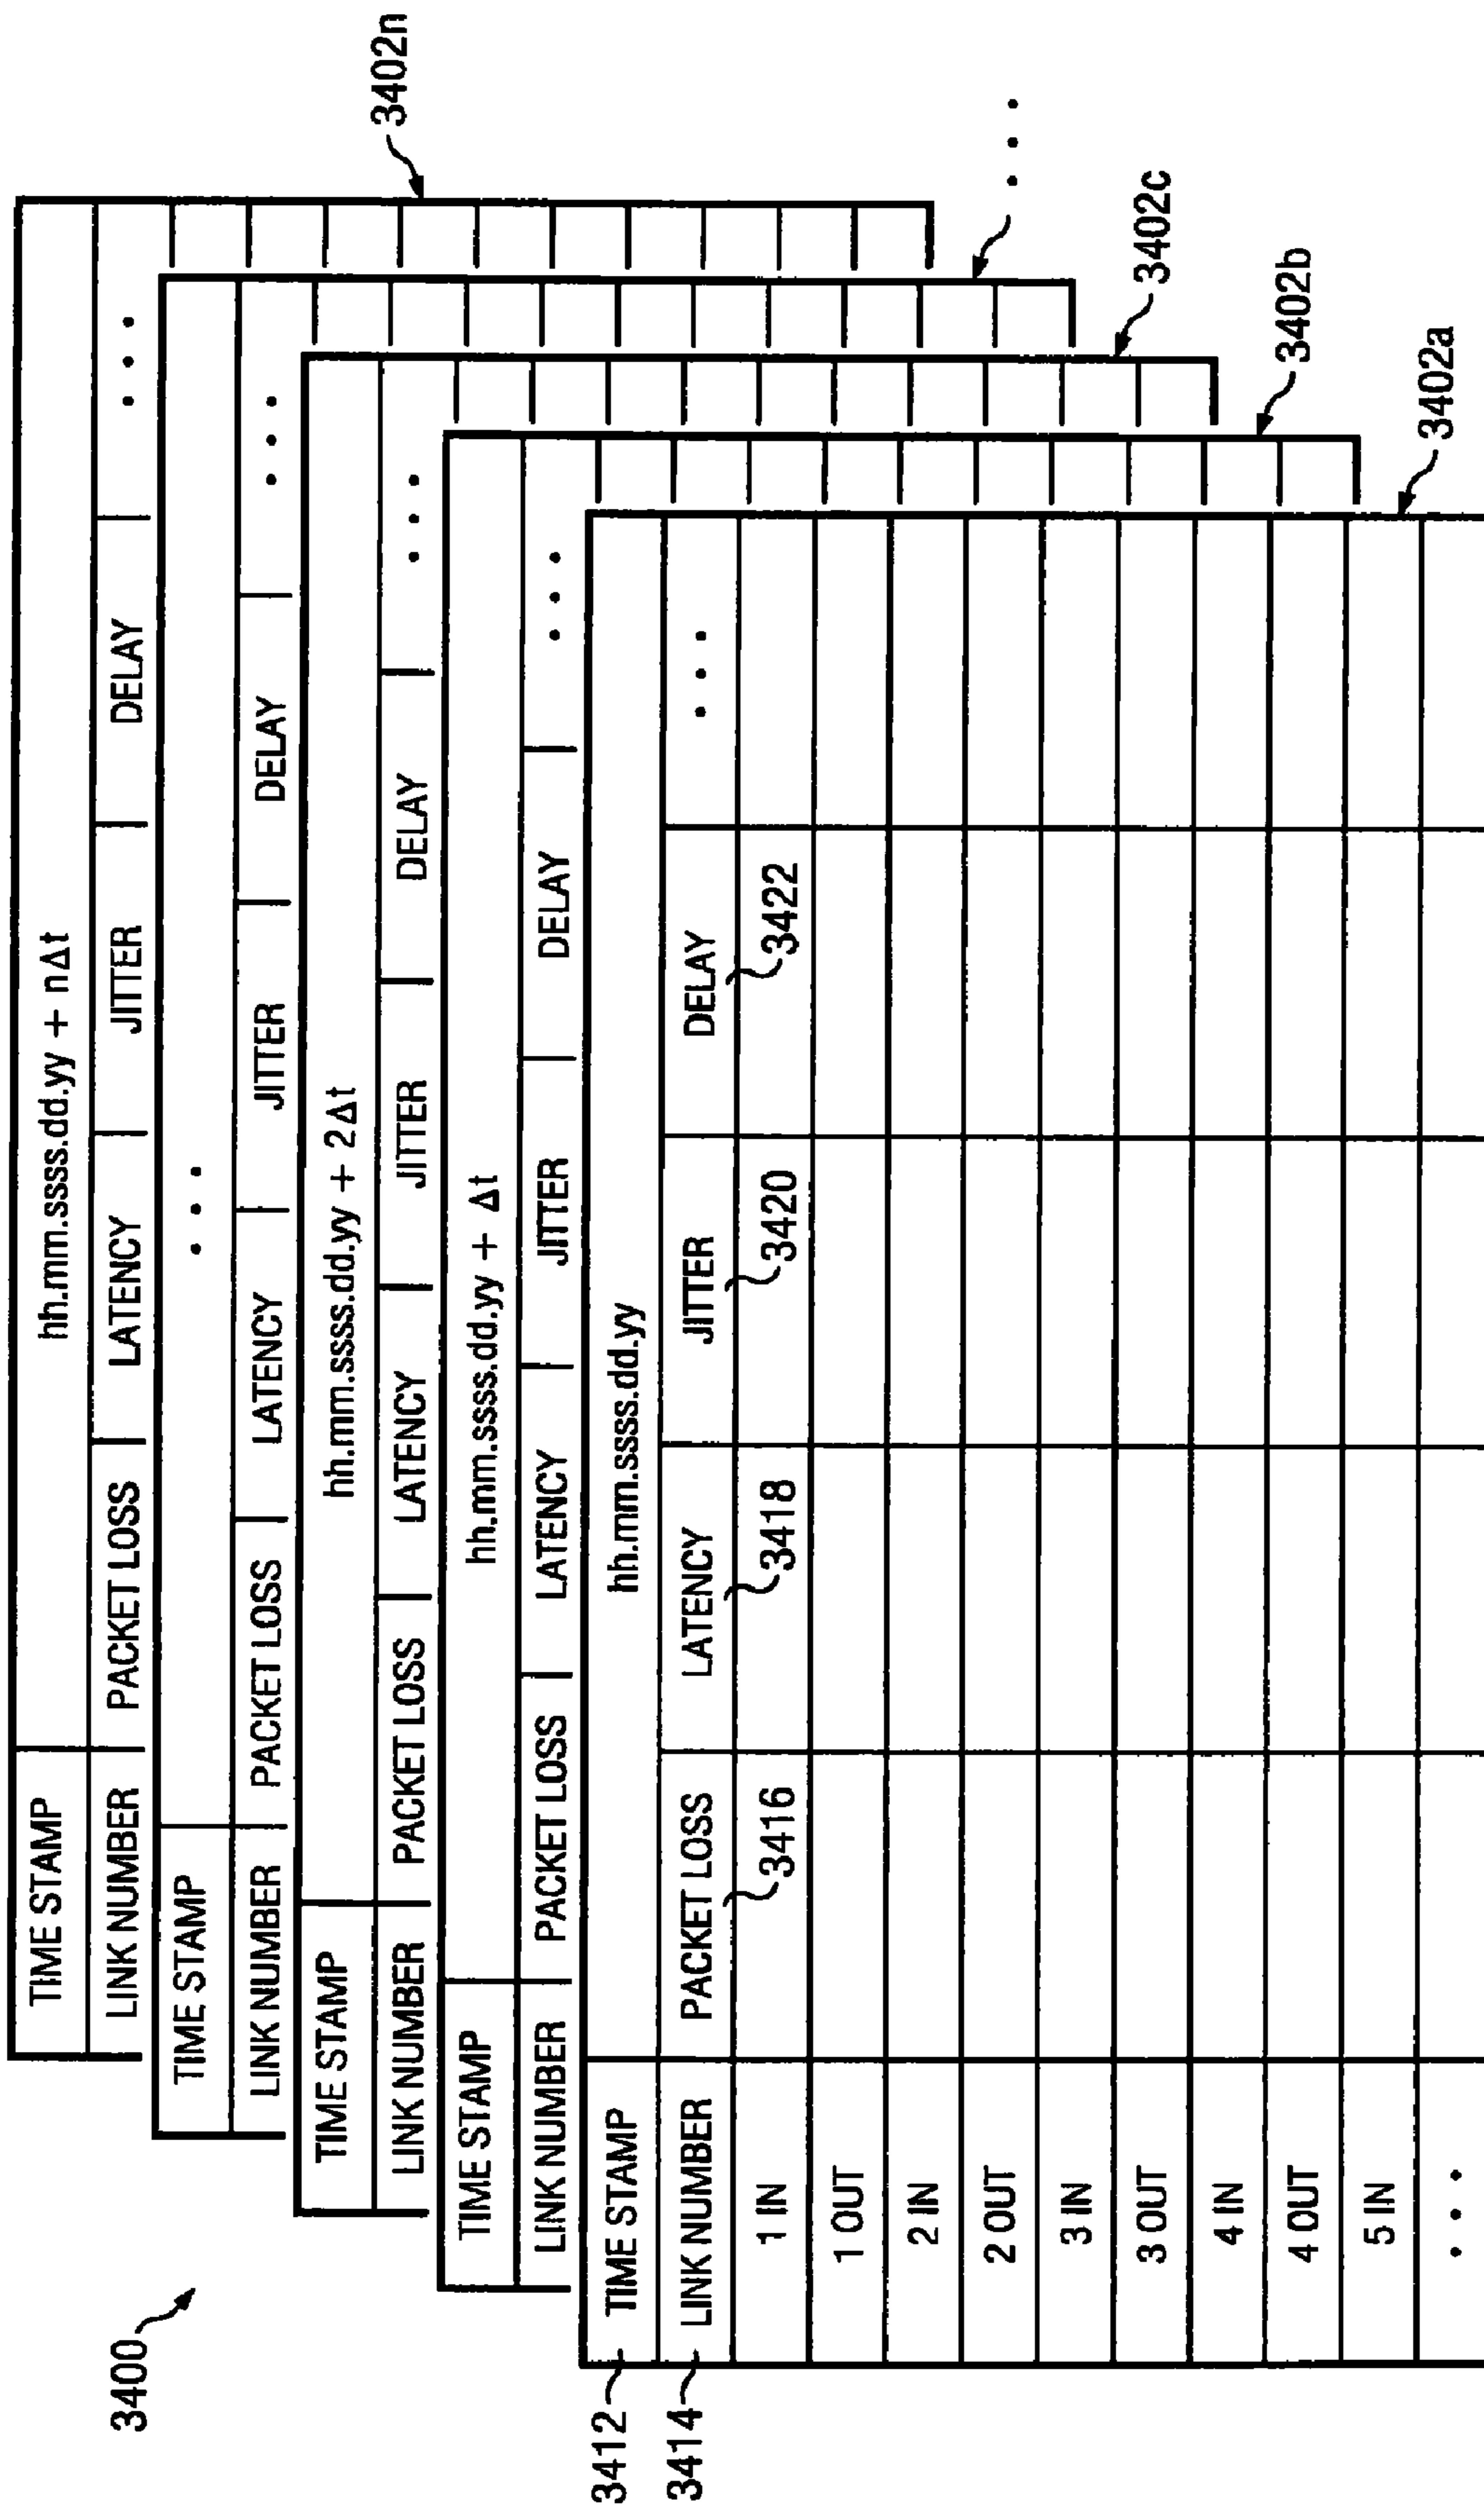 3400
3402n
TIME STAMP hh.mm.ssss.dd.yy + nΔt
LINK NUMBER PACKET LOSS LATENCY JITTER DELAY • • •
TIME STAMP • • •
LINK NUMBER PACKET LOSS LATENCY JITTER DELAY • • •
• • •
TIME STAMP hh.mm.ssss.dd.yy + 2Δt
LINK NUMBER PACKET LOSS LATENCY JITTER DELAY • • •
3402c
TIME STAMP hh.mm.ssss.dd.yy + Δt
LINK NUMBER PACKET LOSS LATENCY JITTER DELAY • • •
3402b
3412 TIME STAMP hh.mm.ssss.dd.yy
3414 LINK NUMBER PACKET LOSS LATENCY JITTER DELAY • • •
1 IN 3416 3418 3420 3422
1 OUT
2 IN
2 OUT
3 IN
3 OUT
4 IN
4 OUT
5 IN
3402a
• • •